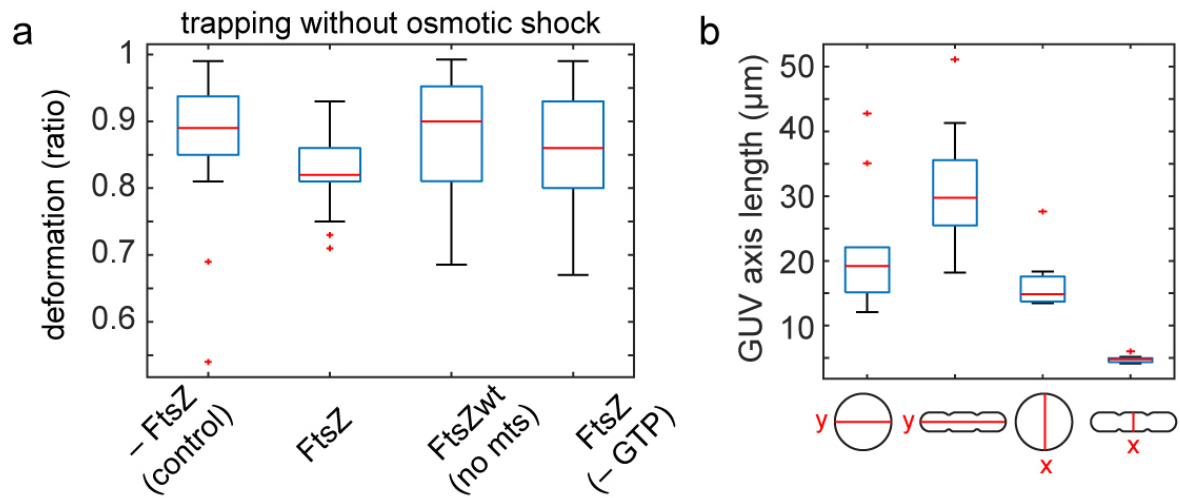 a
trapping without osmotic shock
deformation (ratio)
1
0.9
0.8
0.7
0.6
– FtsZ
(control)
FtsZ
FtsZwt
(no mts)
FtsZ
(– GTP)
b
GUV axis length (µm)
50
40
30
20
10
y
y
x
x